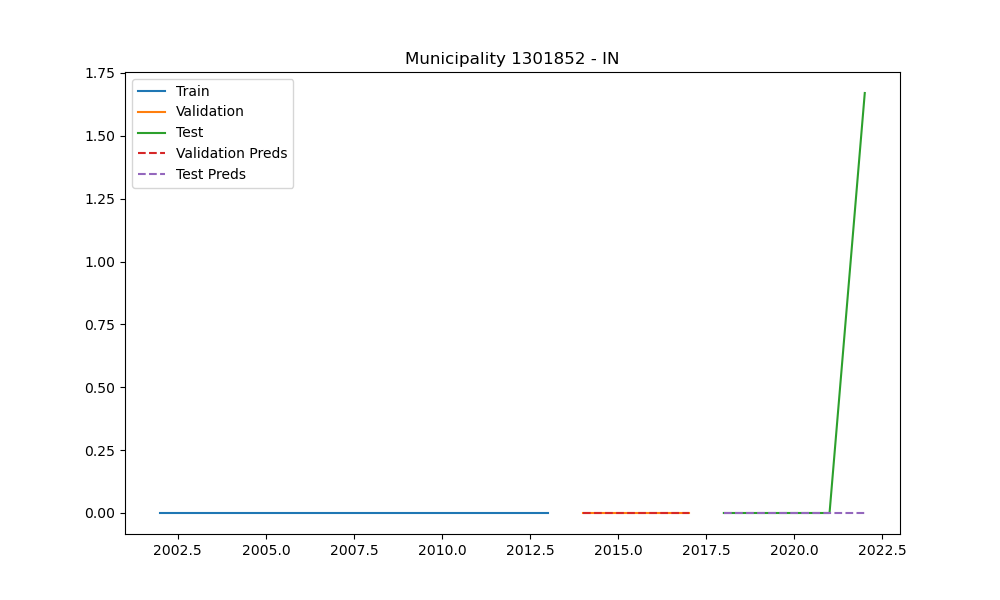 Municipality 1301852 - IN
1.75
1.50
1.25
1.00
0.75
0.50
0.25
0.00
Train
Validation
Test
Validation Preds
Test Preds
2002.5 2005.0 2007.5 2010.0 2012.5 2015.0 2017.5 2020.0 2022.5